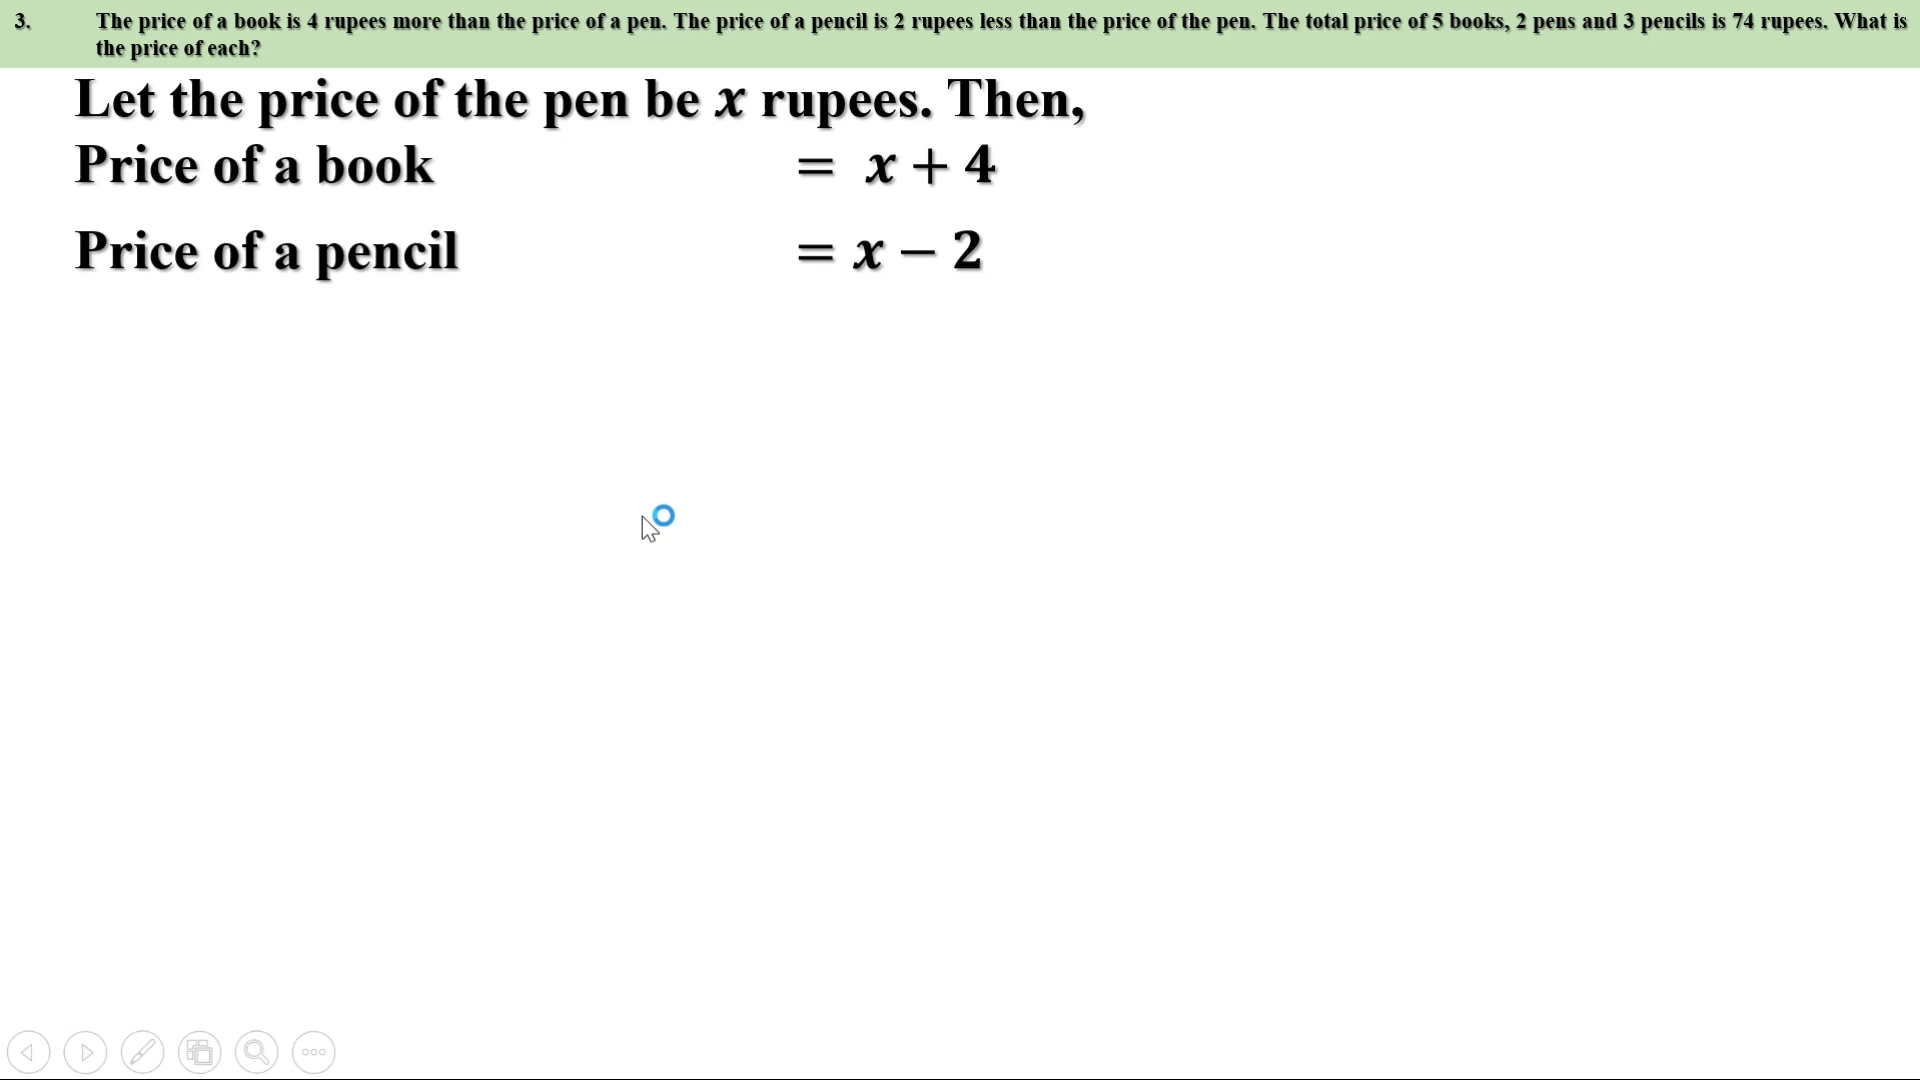 3. The price of a book is 4 rupees more than the price of a pen. The price of a pencil is 2 rupees less than the price of the pen. The total price of 5 books, 2 pens and 3 pencils is 74 rupees. What is
the price of each?
Let the price of the pen be x rupees. Then,
Price of a book = x + 4
Price of a pencil = x − 2